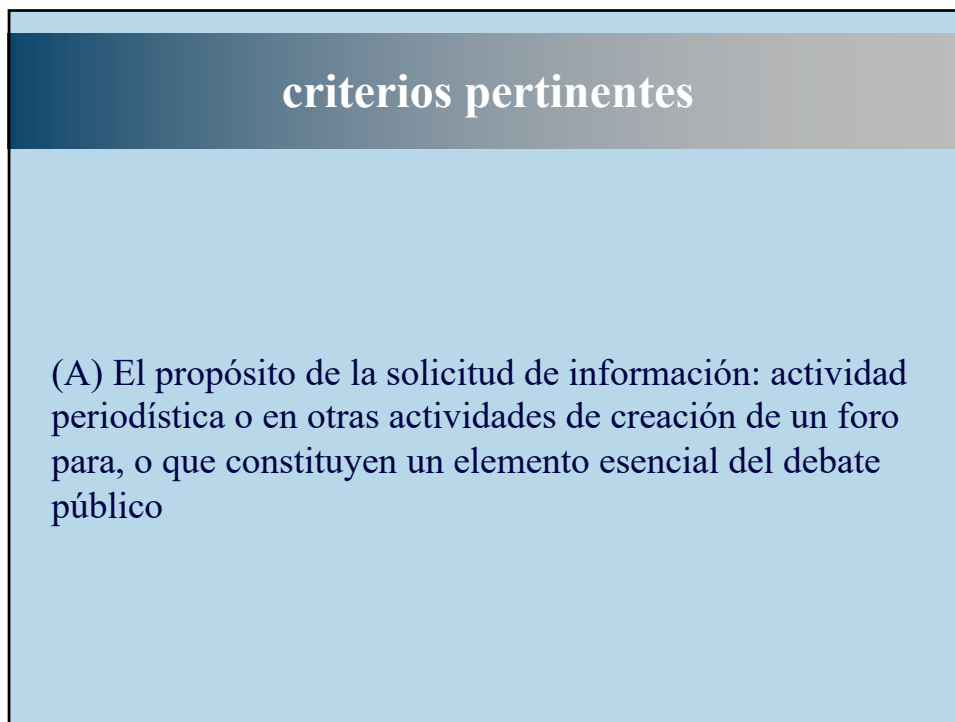 criterios pertinentes
(A) El propósito de la solicitud de información: actividad
periodística o en otras actividades de creación de un foro
para, o que constituyen un elemento esencial del debate
público